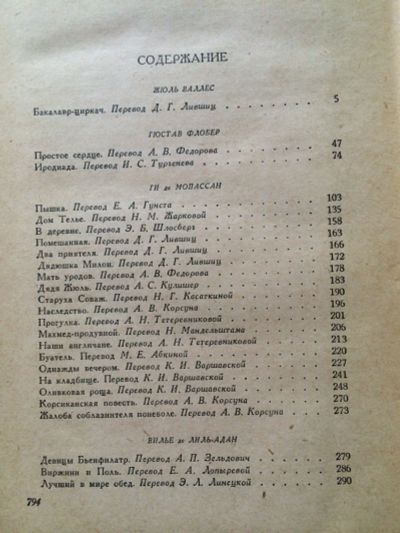 СОДЕРЖАНИЕ
ЖЮЛЬ ВАЛЛЕС
Бакалавр-циркач. Перевод Д. Г. Лившиц . . . . . . . 5
ГЮСТАВ ФЛОБЕР
Простое сердце. Перевод А. В. Федорова . . . . . . . 47
Иродиада. Перевод И. С. Тургенева . . . . . . . 74
ГИ де МОПАССАН
Пышка. Перевод Е. А. Гунста . . . . . . . 103
Дом Телье. Перевод Н. М. Жарковой . . . . . . . 135
В деревне. Перевод Э. Б. Шлосберг . . . . . . . 158
Помешанная. Перевод Д. Г. Лившиц . . . . . . . 163
Два приятеля. Перевод Д. Г. Лившиц . . . . . . . 166
Дядюшка Милон. Перевод Д. Г. Лившиц . . . . . . . 172
Мать уродов. Перевод А. В. Федорова . . . . . . . 178
Дядя Жюль. Перевод А. С. Кулишер . . . . . . . 183
Старуха Соваж. Перевод Н. Г. Касаткиной . . . . . . . 190
Наследство. Перевод А. В. Корсуна . . . . . . . 196
Прогулка. Перевод А. Н. Тетеревниковой . . . . . . . 201
Махмед-продувной. Перевод Н. Мандельштама . . . . . . . 206
Наши англичане. Перевод А. Н. Тетеревниковой . . . . . . . 213
Буатель. Перевод М. Е. Абкиной . . . . . . . 220
Однажды вечером. Перевод К. И. Варшавской . . . . . . . 227
На кладбище. Перевод К. И. Варшавской . . . . . . . 241
Оливковая роща. Перевод К. И. Варшавской . . . . . . . 248
Корсиканская повесть. Перевод А. В. Корсуна . . . . . . . 270
Жалоба соблазнителя поневоле. Перевод А. В. Корсуна . . . . 273
ВИЛЬЕ де ЛИЛЬ-АДАН
Девицы Бьенфилатр. Перевод А. П. Зельдович . . . . . . . 279
Виржини и Поль. Перевод Е. А. Лопыревой . . . . . . . 286
Лучший в мире обед. Перевод Э. Л. Линецкой . . . . . . . 290
794